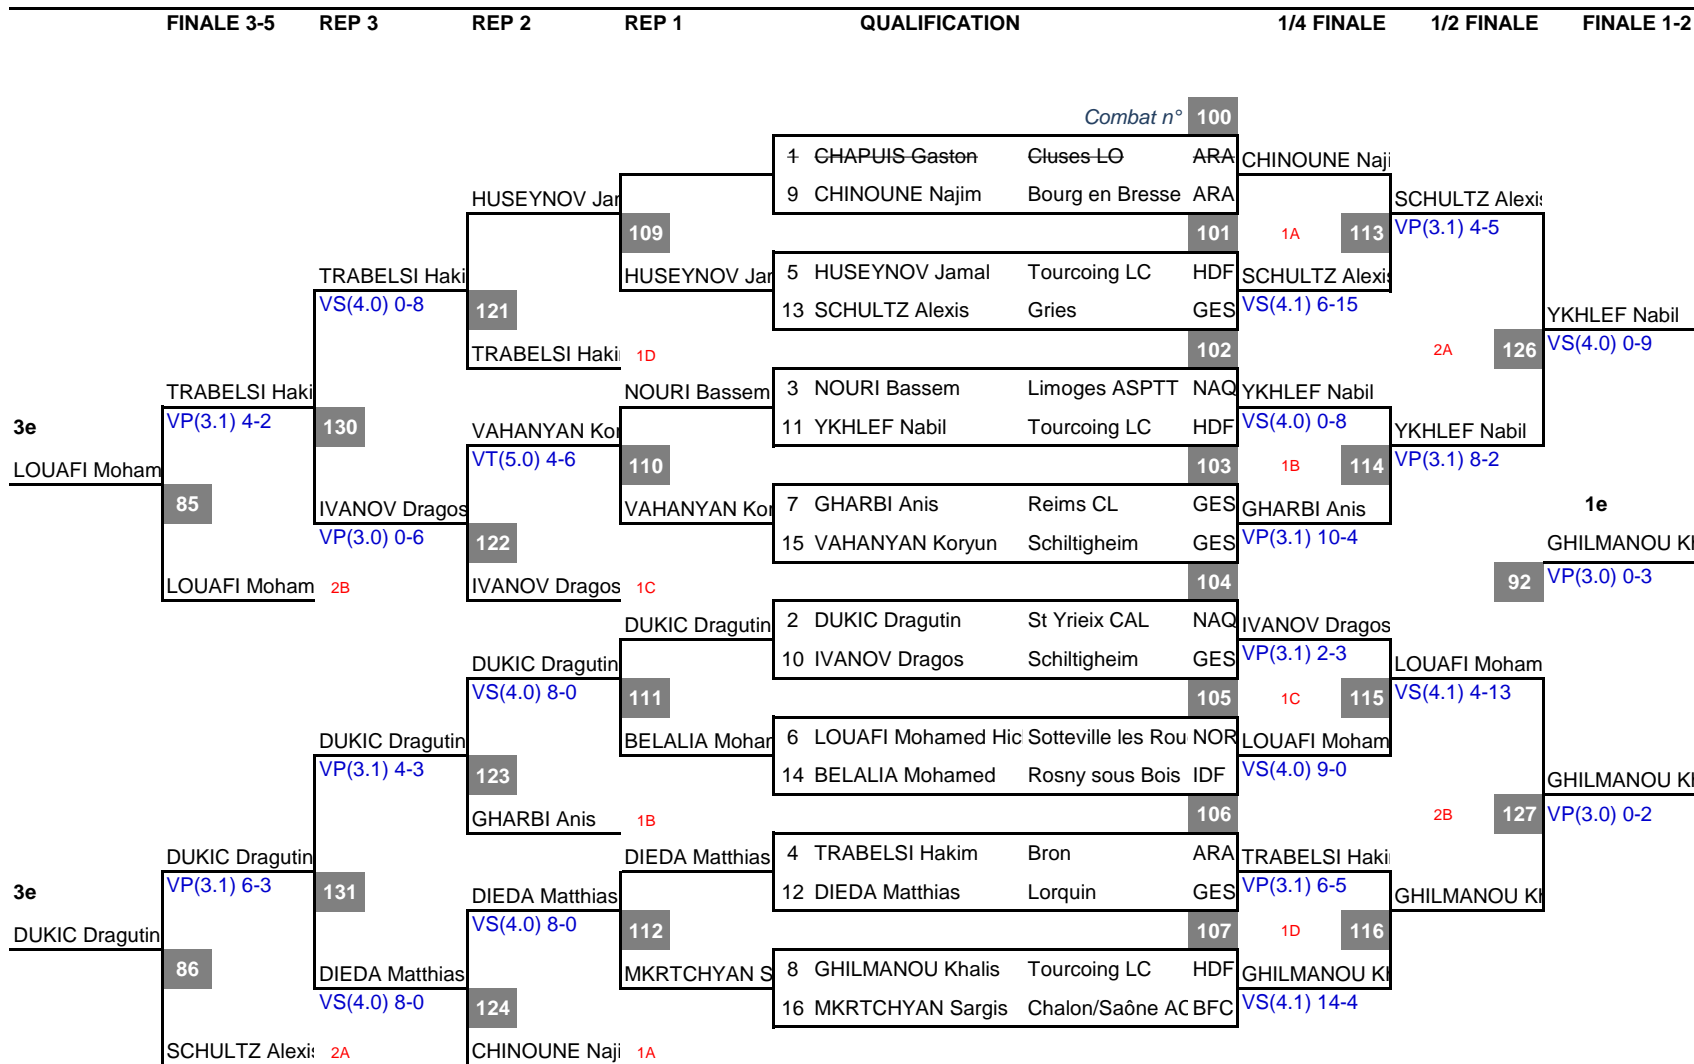 FINALE 3-5 REP 3 REP 2 REP 1 QUALIFICATION 1/4 FINALE 1/2 FINALE FINALE 1-2
Combat n° 100
1 CHAPUIS Gaston Cluses LO ARA CHINOUNE Naji
HUSEYNOV Jar 9 CHINOUNE Najim Bourg en Bresse ARA SCHULTZ Alexis
109 101 1A 113 VP(3.1) 4-5
TRABELSI Haki HUSEYNOV Jar 5 HUSEYNOV Jamal Tourcoing LC HDF SCHULTZ Alexis
VS(4.0) 0-8 121 13 SCHULTZ Alexis Gries GES VS(4.1) 6-15 YKHLEF Nabil
TRABELSI Haki 1D 102 2A 126 VS(4.0) 0-9
TRABELSI Haki NOURI Bassem 3 NOURI Bassem Limoges ASPTT NAQ YKHLEF Nabil
3e VP(3.1) 4-2 130 VAHANYAN Kor 11 YKHLEF Nabil Tourcoing LC HDF VS(4.0) 0-8 YKHLEF Nabil
LOUAFI Moham VT(5.0) 4-6 110 103 1B 114 VP(3.1) 8-2
85 IVANOV Dragos VAHANYAN Kor 7 GHARBI Anis Reims CL GES GHARBI Anis 1e
VP(3.0) 0-6 122 15 VAHANYAN Koryun Schiltigheim GES VP(3.1) 10-4 GHILMANOU Kh
LOUAFI Moham 2B IVANOV Dragos 1C 104 92 VP(3.0) 0-3
DUKIC Dragutin 2 DUKIC Dragutin St Yrieix CAL NAQ IVANOV Dragos
DUKIC Dragutin 10 IVANOV Dragos Schiltigheim GES VP(3.1) 2-3 LOUAFI Moham
VS(4.0) 8-0 111 105 1C 115 VS(4.1) 4-13
DUKIC Dragutin BELALIA Mohar 6 LOUAFI Mohamed Hic Sotteville les Rou NOR LOUAFI Moham
VP(3.1) 4-3 123 14 BELALIA Mohamed Rosny sous Bois IDF VS(4.0) 9-0 GHILMANOU Kh
GHARBI Anis 1B 106 2B 127 VP(3.0) 0-2
DUKIC Dragutin DIEDA Matthias 4 TRABELSI Hakim Bron ARA TRABELSI Haki
3e VP(3.1) 6-3 131 DIEDA Matthias 12 DIEDA Matthias Lorquin GES VP(3.1) 6-5 GHILMANOU Kh
DUKIC Dragutin VS(4.0) 8-0 112 107 1D 116
86 DIEDA Matthias MKRTCHYAN S 8 GHILMANOU Khalis Tourcoing LC HDF GHILMANOU Kh
VS(4.0) 8-0 124 16 MKRTCHYAN Sargis Chalon/Saône AC BFC VS(4.1) 14-4
SCHULTZ Alexis 2A CHINOUNE Naji 1A